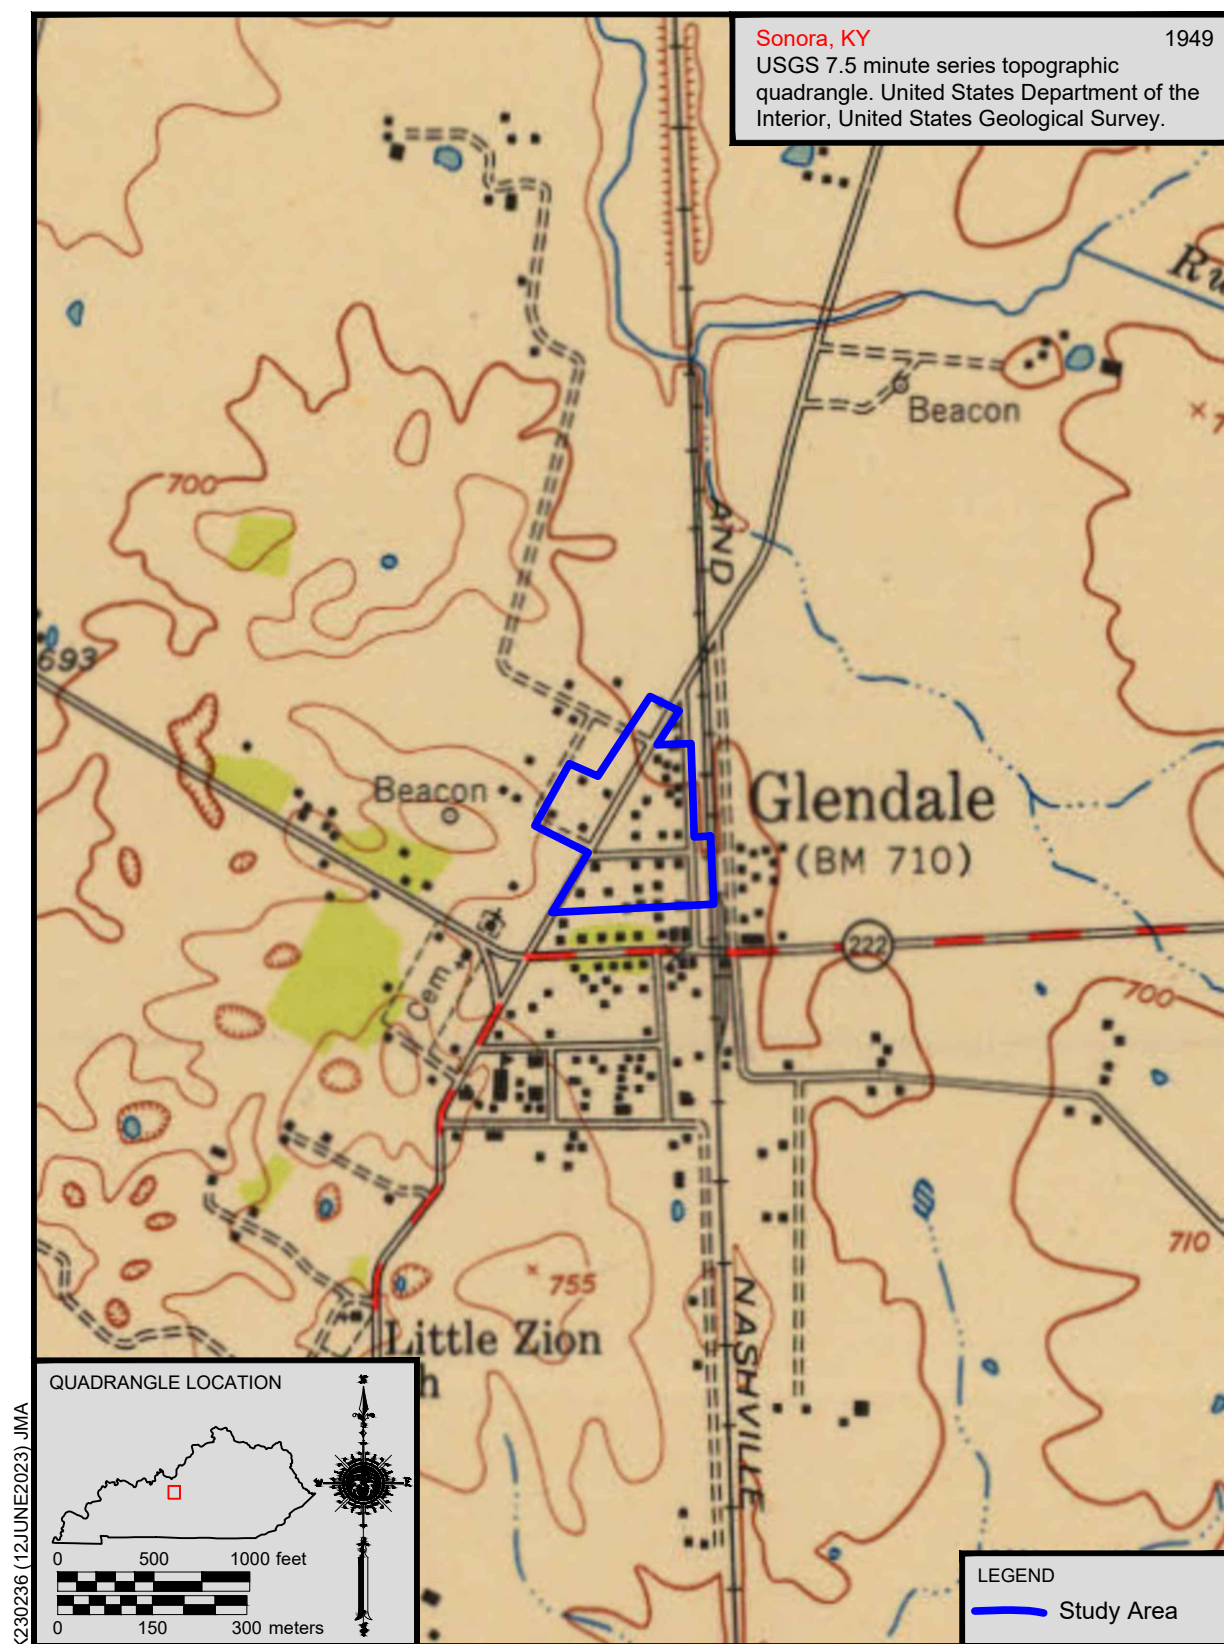 Sonora, KY 1949
USGS 7.5 minute series topographic
quadrangle. United States Department of the
Interior, United States Geological Survey.
Beacon
700
AND
693
Beacon
Glendale
(BM 710)
222
Cem
700
710
755
NASHVILLE
Little Zion
QUADRANGLE LOCATION
0 500 1000 feet
0 150 300 meters
K230236 (12JUNE2023) JMA
LEGEND
Study Area